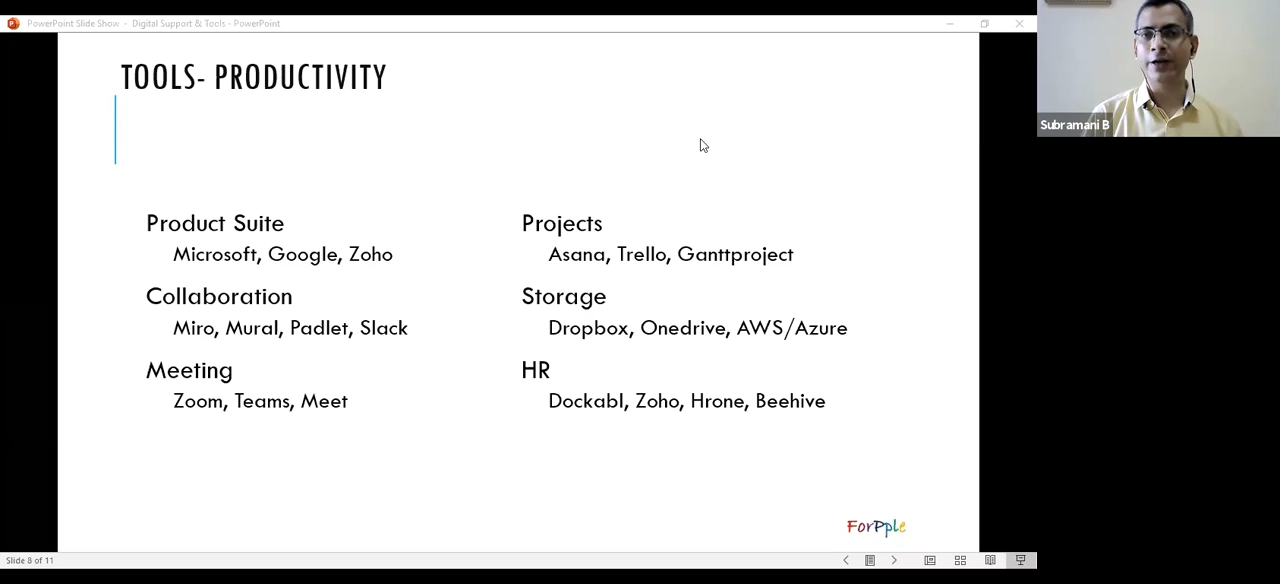 PowerPoint Slide Show - Digital Support & Tools - PowerPoint
TOOLS- PRODUCTIVITY
Product Suite
Microsoft, Google, Zoho
Collaboration
Miro, Mural, Padlet, Slack
Meeting
Zoom, Teams, Meet
Projects
Asana, Trello, Ganttproject
Storage
Dropbox, Onedrive, AWS/Azure
HR
Dockabl, Zoho, Hrone, Beehive
ForPple
Slide 8 of 11
Subramani B